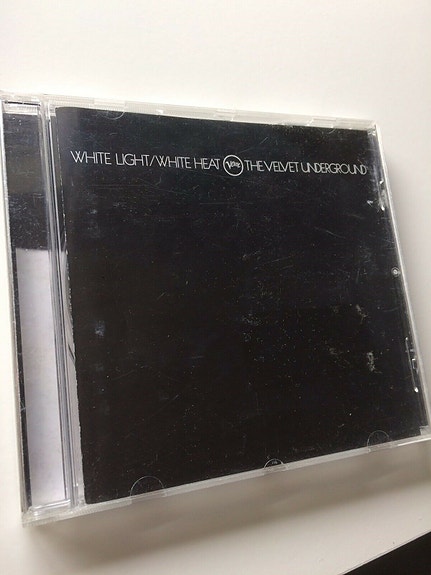 WHITE LIGHT/WHITE HEAT Verve THE VELVET UNDERGROUND